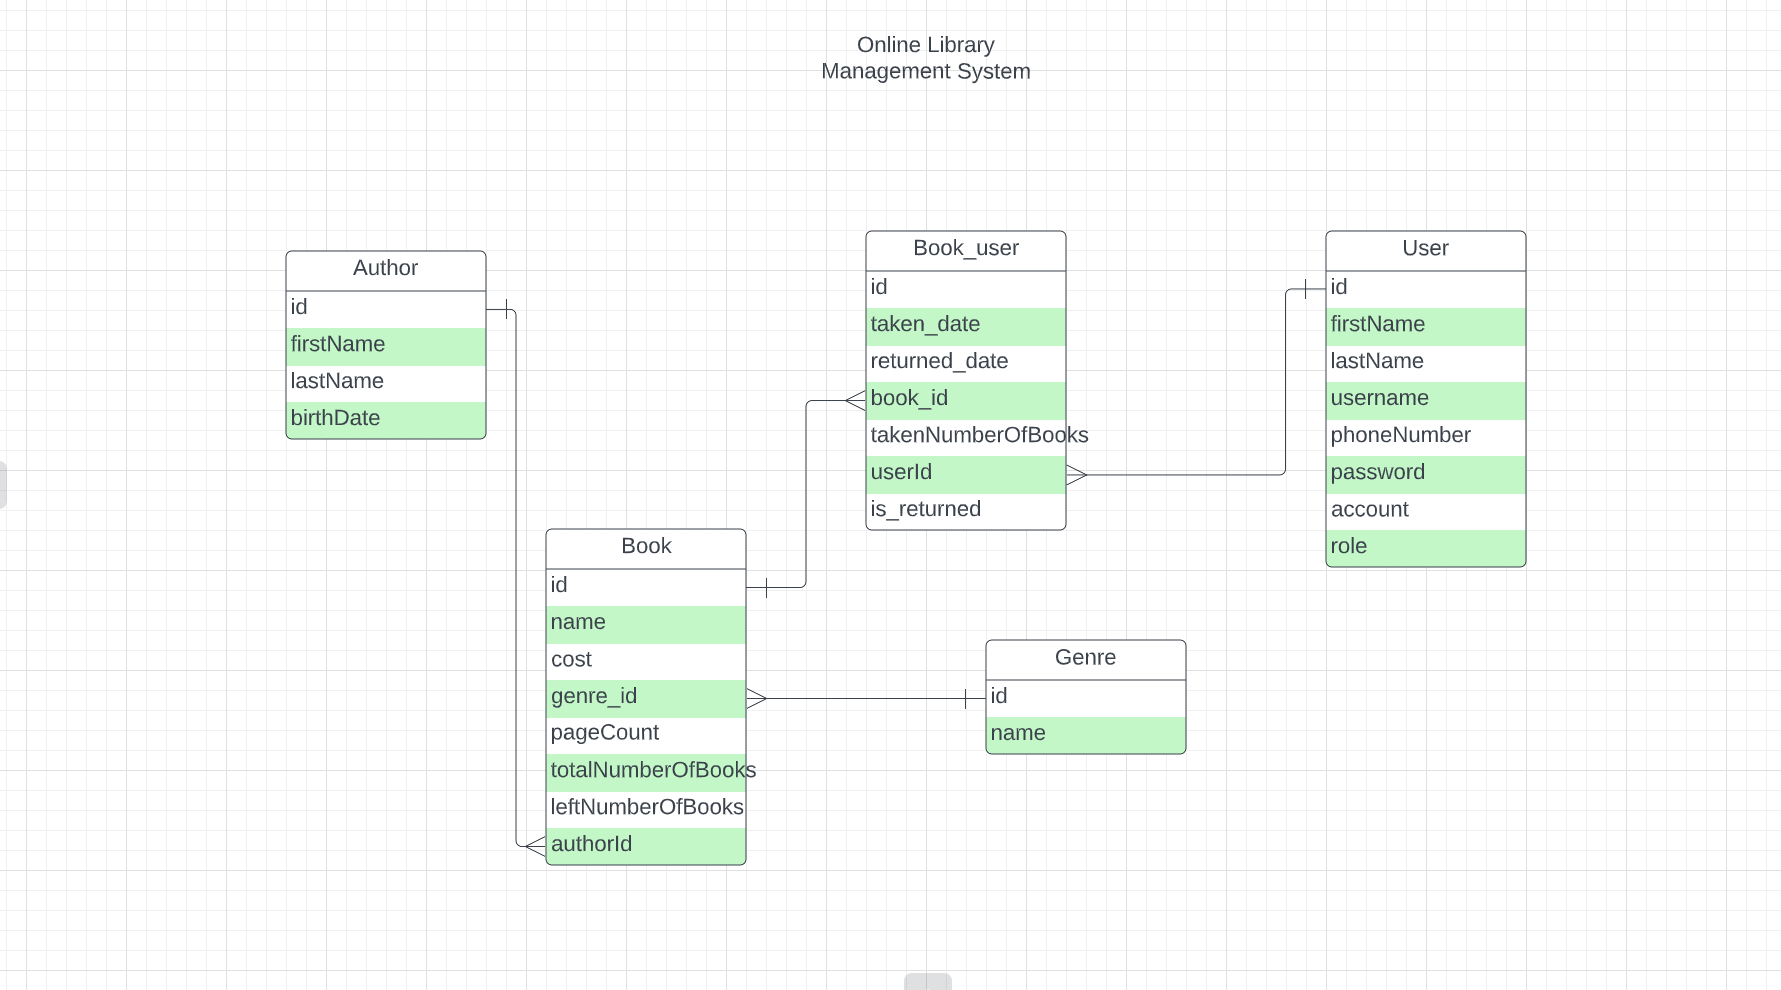 Online Library
Management System
Author
id
firstName
lastName
birthDate
Book_user
id
taken_date
returned_date
book_id
takenNumberOfBooks
userId
is_returned
User
id
firstName
lastName
username
phoneNumber
password
account
role
Book
id
name
cost
genre_id
pageCount
totalNumberOfBooks
leftNumberOfBooks
authorId
Genre
id
name